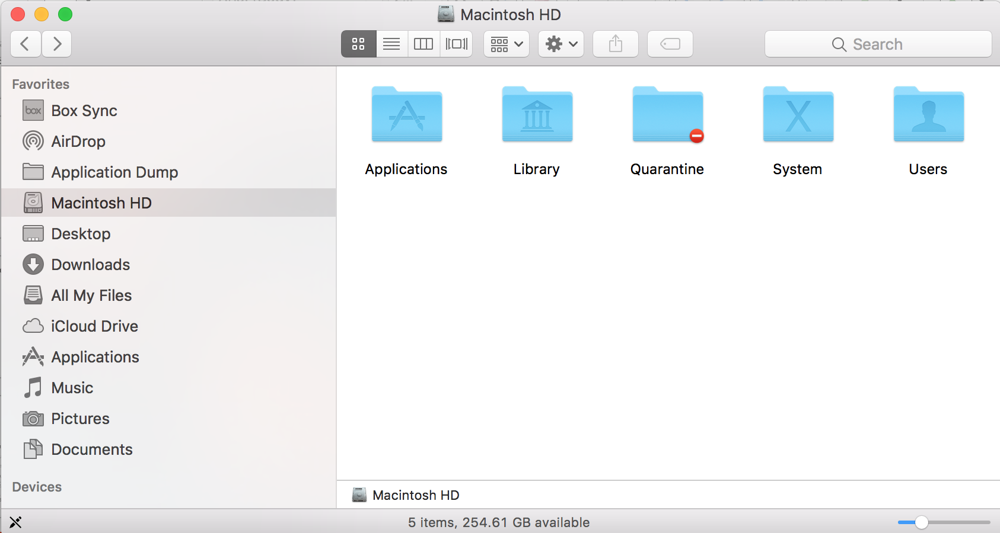 Macintosh HD
Search
Favorites
box
Box Sync
AirDrop
Application Dump
Macintosh HD
Desktop
Downloads
All My Files
iCloud Drive
Applications
Music
Pictures
Documents
Devices
Applications
Library
Quarantine
System
Users
Macintosh HD
5 items, 254.61 GB available